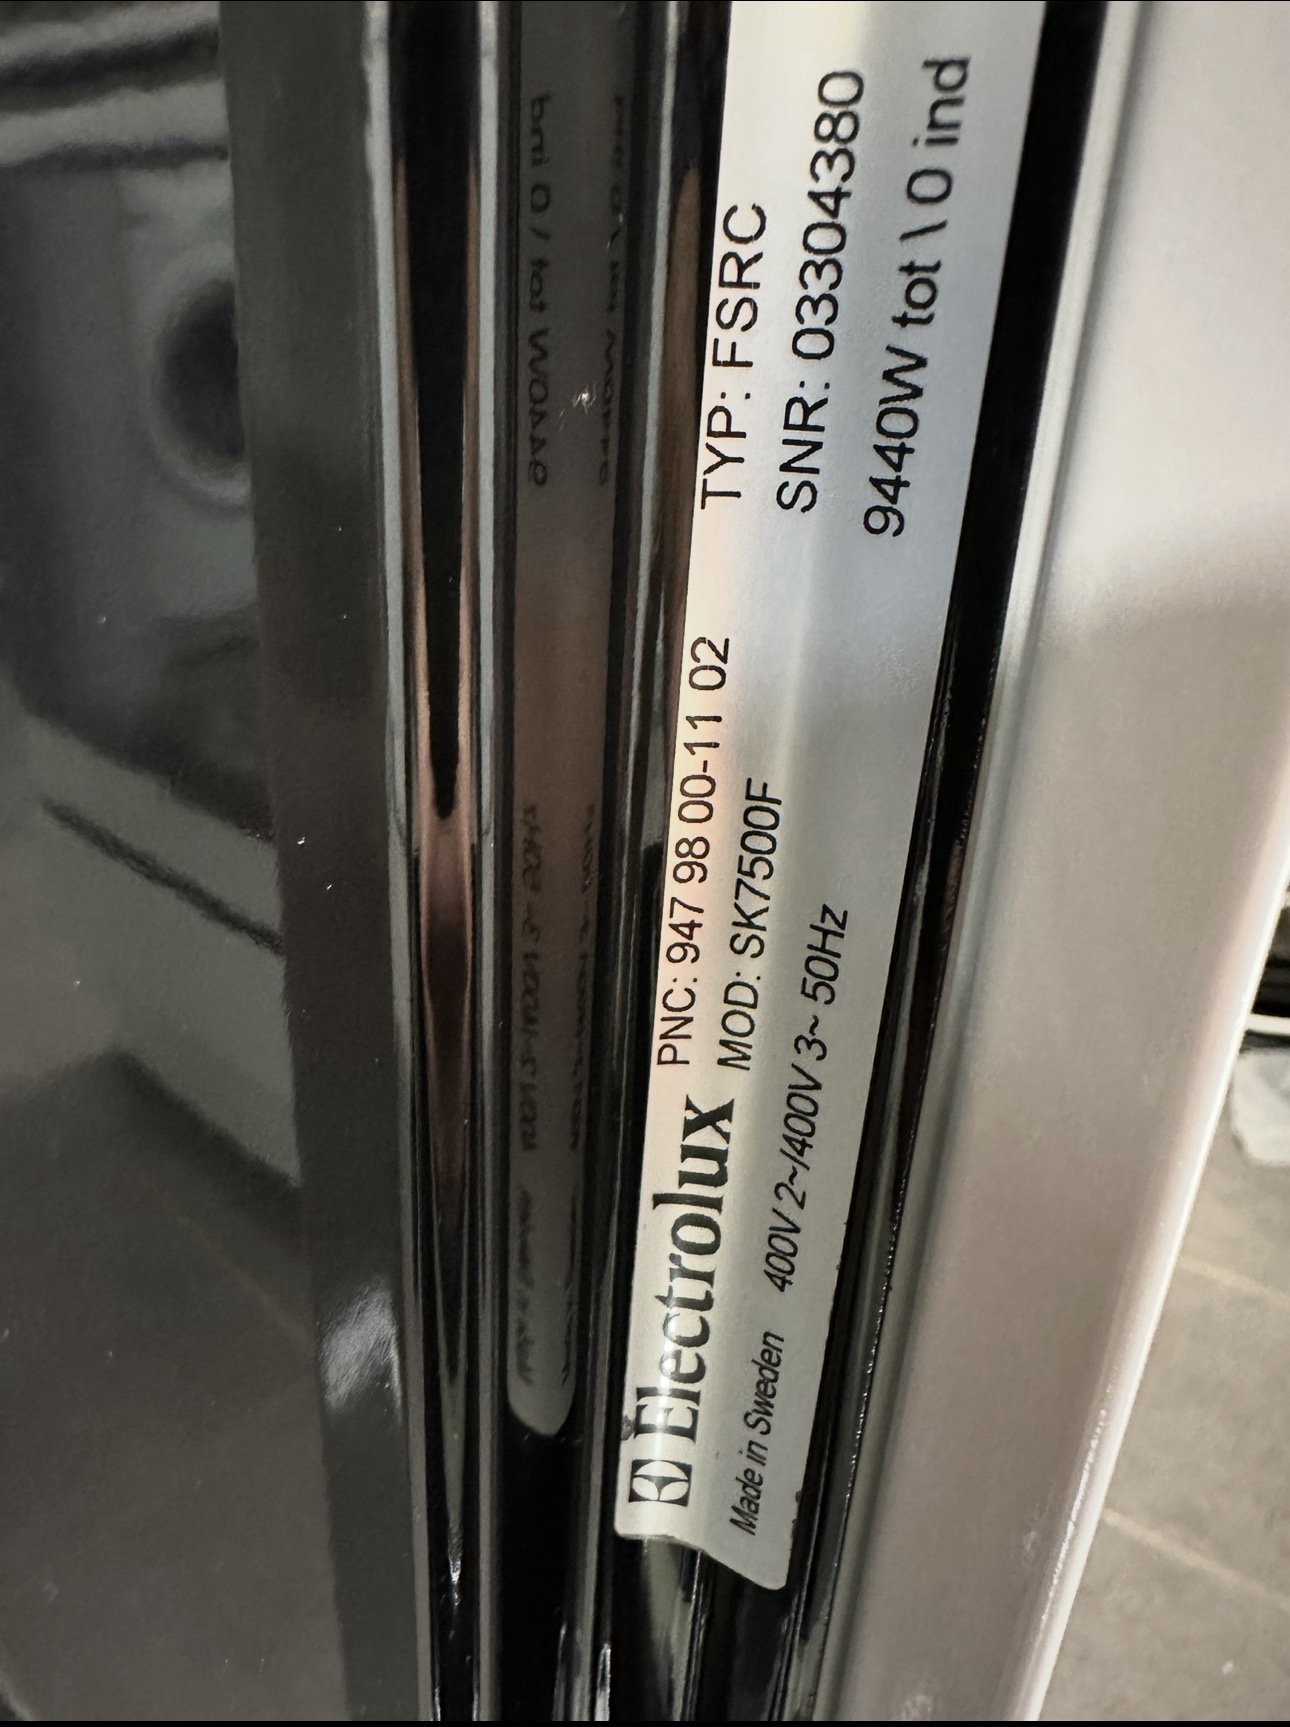 Electrolux
PNC: 947 98 00-11 02
TYP: FSRC
MOD: SK7500F
SNR: 03304380
Made in Sweden
400V 2~/400V 3~ 50Hz
9440W tot \ 0 ind